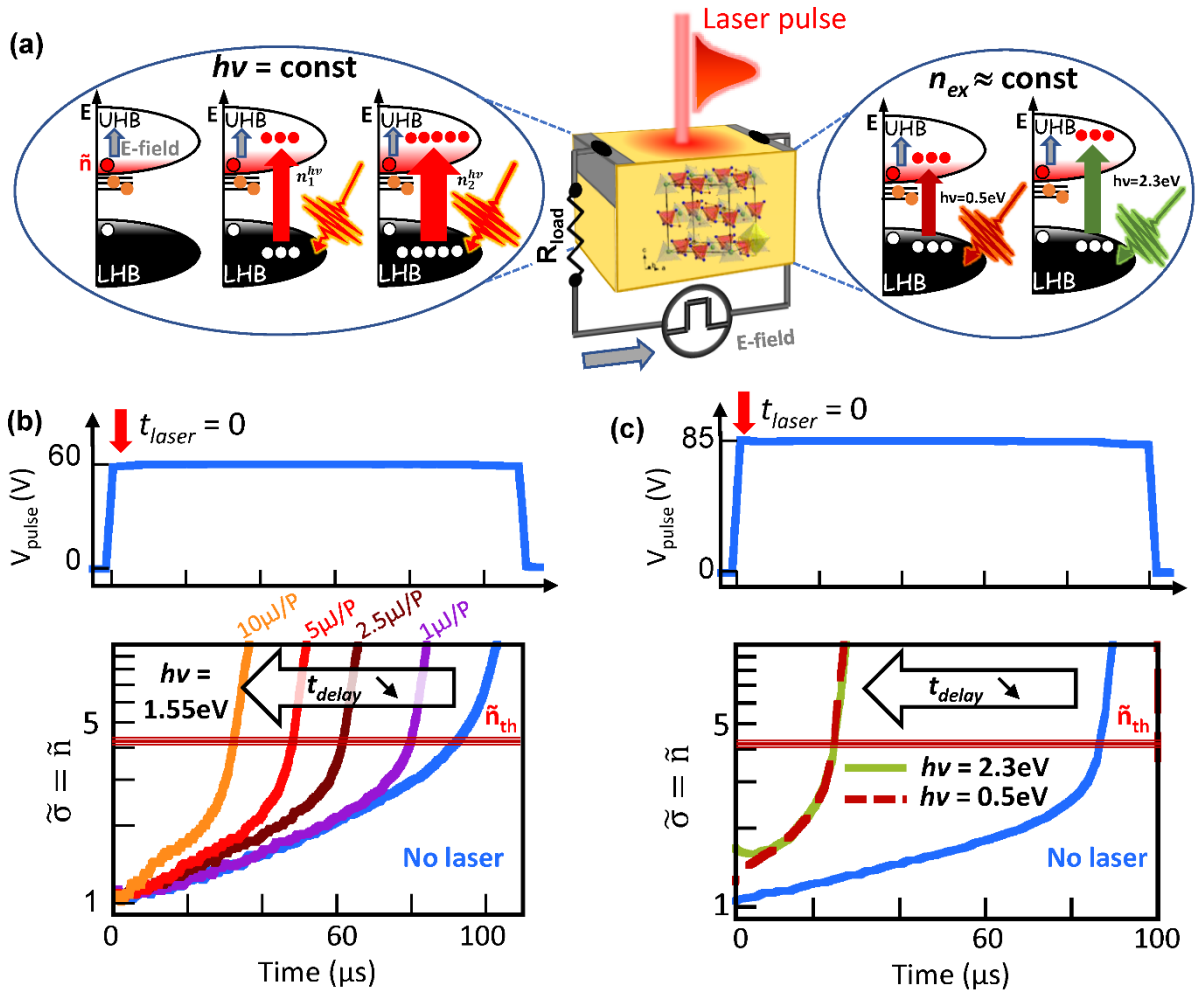 (a)
Laser pulse
hν = const
n_ex ≈ const
E
UHB
E-field
ñ
LHB
E
UHB
n₁^hν
LHB
E
UHB
n₂^hν
LHB
R_load
E-field
E
UHB
hν=0.5eV
LHB
E
UHB
hν=2.3eV
LHB
(b)
t_laser = 0
V_pulse (V)
60
0
10µJ/P
5µJ/P
2.5µJ/P
1µJ/P
hν =
1.55eV
t_delay ↘
ñ_th
5
σ̃ = ñ
No laser
1
0
60
100
Time (µs)
(c)
t_laser = 0
V_pulse (V)
85
0
t_delay ↘
ñ_th
5
hν = 2.3eV
hν = 0.5eV
σ̃ = ñ
No laser
1
0
60
100
Time (µs)